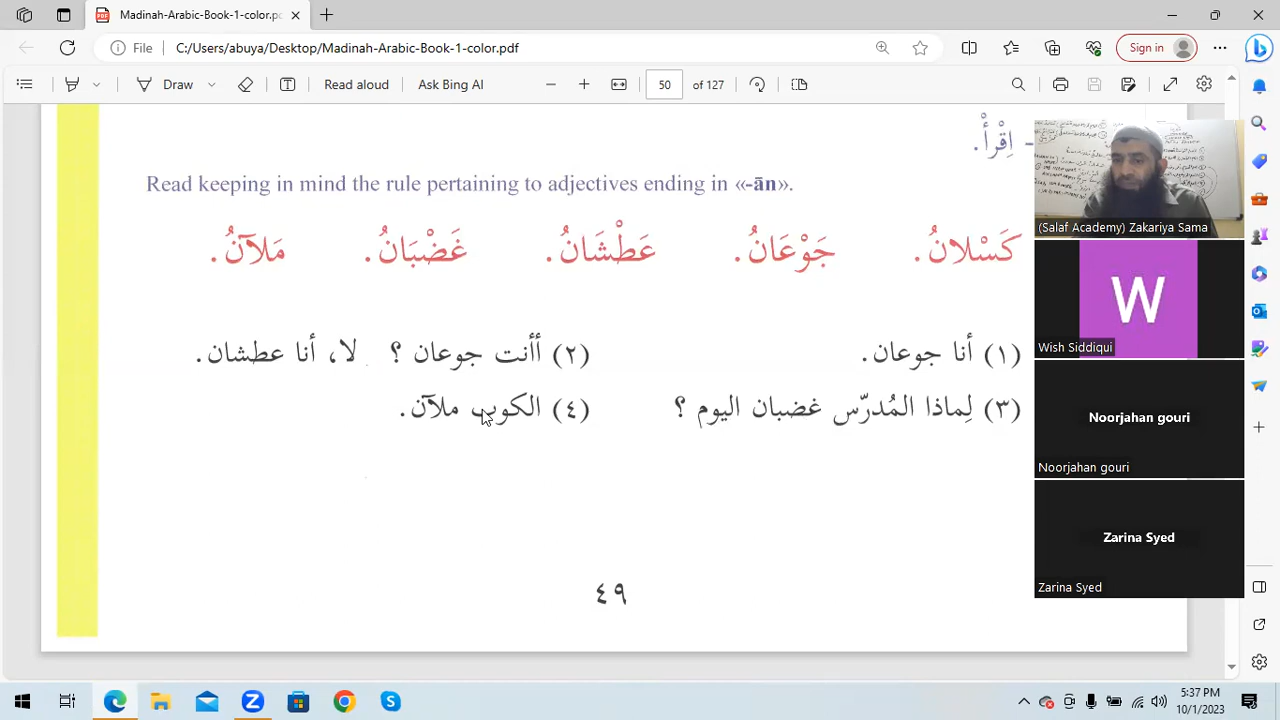 Madinah-Arabic-Book-1-color.pc
File
C:/Users/abuya/Desktop/Madinah-Arabic-Book-1-color.pdf
Sign in
Draw
Read aloud
Ask Bing AI
50
of 127
- اِقْرأْ.
Read keeping in mind the rule pertaining to adjectives ending in «-ān».
كَسْلانُ. جَوْعَانُ. عَطْشَانُ. غَضْبَانُ. مَلآنُ.
(١) أنا جوعان. (٢) أأنت جوعان ؟ لا، أنا عطشان.
(٣) لِماذا المُدرّس غضبان اليوم ؟ (٤) الكوب ملآن.
٤٩
(Salaf Academy) Zakariya Sama
W
Wish Siddiqui
Noorjahan gouri
Noorjahan gouri
Zarina Syed
Zarina Syed
5:37 PM
10/1/2023